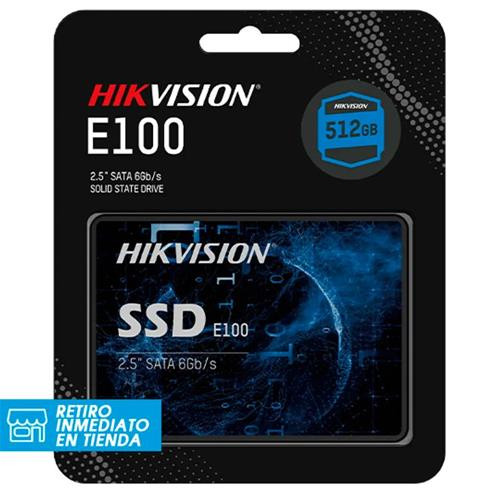 HIKVISION®
E100
2.5" SATA 6Gb/s
SOLID STATE DRIVE
HIKVISION
512GB
HIKVISION
SSD E100
2.5" SATA 6Gb/s
RETIRO
INMEDIATO
EN TIENDA